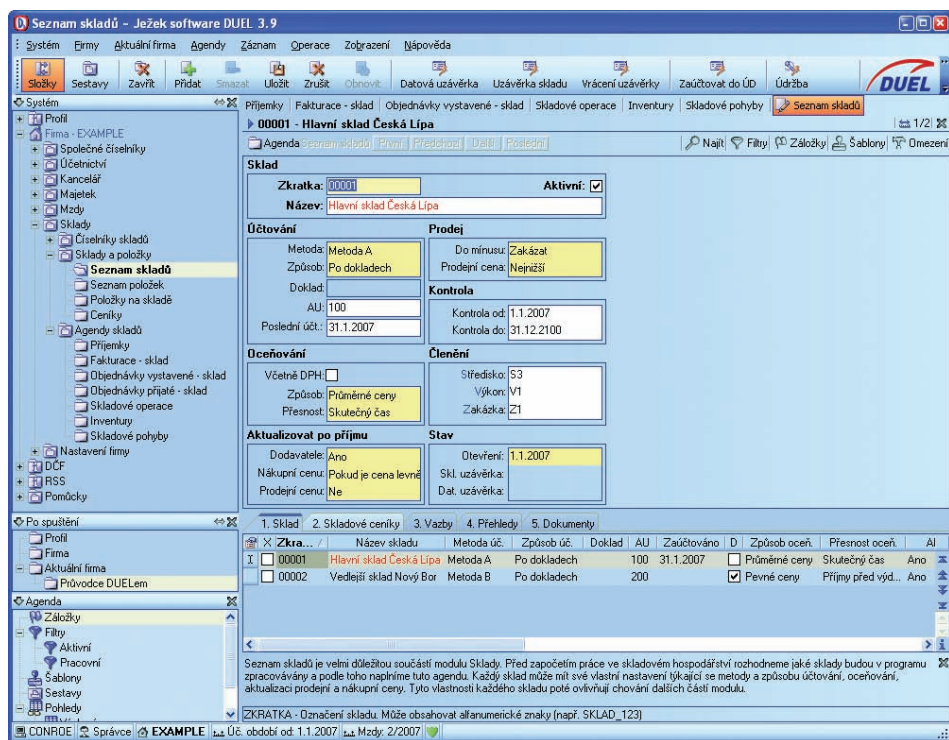 Seznam skladů - Ježek software DUEL 3.9
Systém Firmy Aktuální firma Agendy Záznam Operace Zobrazení Nápověda
Složky Sestavy Zavřít Přidat Smazat Uložit Zrušit Obnovit Datová uzávěrka Uzávěrka skladu Vrácení uzávěrky Zaúčtovat do ÚD Údržba DUEL
Systém
Profil
Firma - EXAMPLE
Společné číselníky
Účetnictví
Kancelář
Majetek
Mzdy
Sklady
Číselníky skladů
Sklady a položky
Seznam skladů
Seznam položek
Položky na skladě
Ceníky
Agendy skladů
Příjemky
Fakturace - sklad
Objednávky vystavené - sklad
Objednávky přijaté - sklad
Skladové operace
Inventury
Skladové pohyby
Nastavení firmy
DČF
RSS
Pomůcky
Po spuštění
Profil
Firma
Aktuální firma
Průvodce DUELem
Agenda
Záložky
Filtry
Aktivní
Pracovní
Šablony
Sestavy
Pohledy
Příjemky Fakturace - sklad Objednávky vystavené - sklad Skladové operace Inventury Skladové pohyby Seznam skladů
00001 - Hlavní sklad Česká Lípa 1/2
Agenda Seznam skladů První Předchozí Další Poslední Najít Filtry Záložky Šablony Omezení
Sklad
Zkratka: 00001 Aktivní:
Název: Hlavní sklad Česká Lípa
Účtování
Metoda: Metoda A
Způsob: Po dokladech
Doklad:
AU: 100
Poslední účt.: 31.1.2007
Prodej
Do mínusu: Zakázat
Prodejní cena: Nejnižší
Kontrola
Kontrola od: 1.1.2007
Kontrola do: 31.12.2100
Oceňování
Včetně DPH:
Způsob: Průměrné ceny
Přesnost: Skutečný čas
Členění
Středisko: S3
Výkon: V1
Zakázka: Z1
Aktualizovat po příjmu
Dodavatele: Ano
Nákupní cenu: Pokud je cena levně
Prodejní cenu: Ne
Stav
Otevření: 1.1.2007
Skl. uzávěrka:
Dat. uzávěrka:
1. Sklad 2. Skladové ceníky 3. Vazby 4. Přehledy 5. Dokumenty
X Zkra... / Název skladu Metoda úč. Způsob úč. Doklad AU Zaúčtováno D Způsob oceň. Přesnost oceň. Al
00001 Hlavní sklad Česká Lípa Metoda A Po dokladech 100 31.1.2007 Průměrné ceny Skutečný čas Ano
00002 Vedlejší sklad Nový Bor Metoda B Po dokladech 200 Pevné ceny Příjmy před výd... Ano
Seznam skladů je velmi důležitou součástí modulu Sklady. Před započetím práce ve skladovém hospodářství rozhodneme jaké sklady budou v programu
zpracovávány a podle toho naplníme tuto agendu. Každý sklad může mít své vlastní nastavení týkající se metody a způsobu účtování, oceňování,
aktualizaci prodejní a nákupní ceny. Tyto vlastnosti každého skladu poté ovlivňují chování dalších částí modulu.
ZKRATKA - Označení skladu. Může obsahovat alfanumerické znaky (např. SKLAD_123)
CONROE Správce EXAMPLE Úč. období od: 1.1.2007 Mzdy: 2/2007